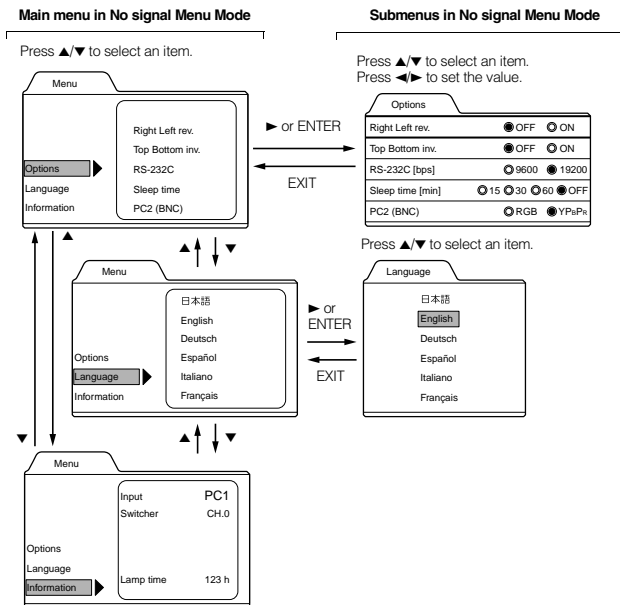 Main menu in No signal Menu Mode
Submenus in No signal Menu Mode
Press ▲/▼ to select an item.
Menu
Right Left rev.
Top Bottom inv.
Options
RS-232C
Language
Sleep time
Information
PC2 (BNC)
► or ENTER
EXIT
Press ▲/▼ to select an item.
Press ◄/► to set the value.
Options
Right Left rev. ●OFF ○ON
Top Bottom inv. ●OFF ○ON
RS-232C [bps] ○9600 ●19200
Sleep time [min] ○15 ○30 ○60 ●OFF
PC2 (BNC) ○RGB ●YPBPR
▲
▲ ▼
Press ▲/▼ to select an item.
Menu
日本語
English
Deutsch
Options
Español
Language
Italiano
Information
Français
► or
ENTER
EXIT
Language
日本語
English
Deutsch
Español
Italiano
Français
▼
▲ ▼
Menu
Input PC1
Switcher CH.0
Options
Language
Information
Lamp time 123 h